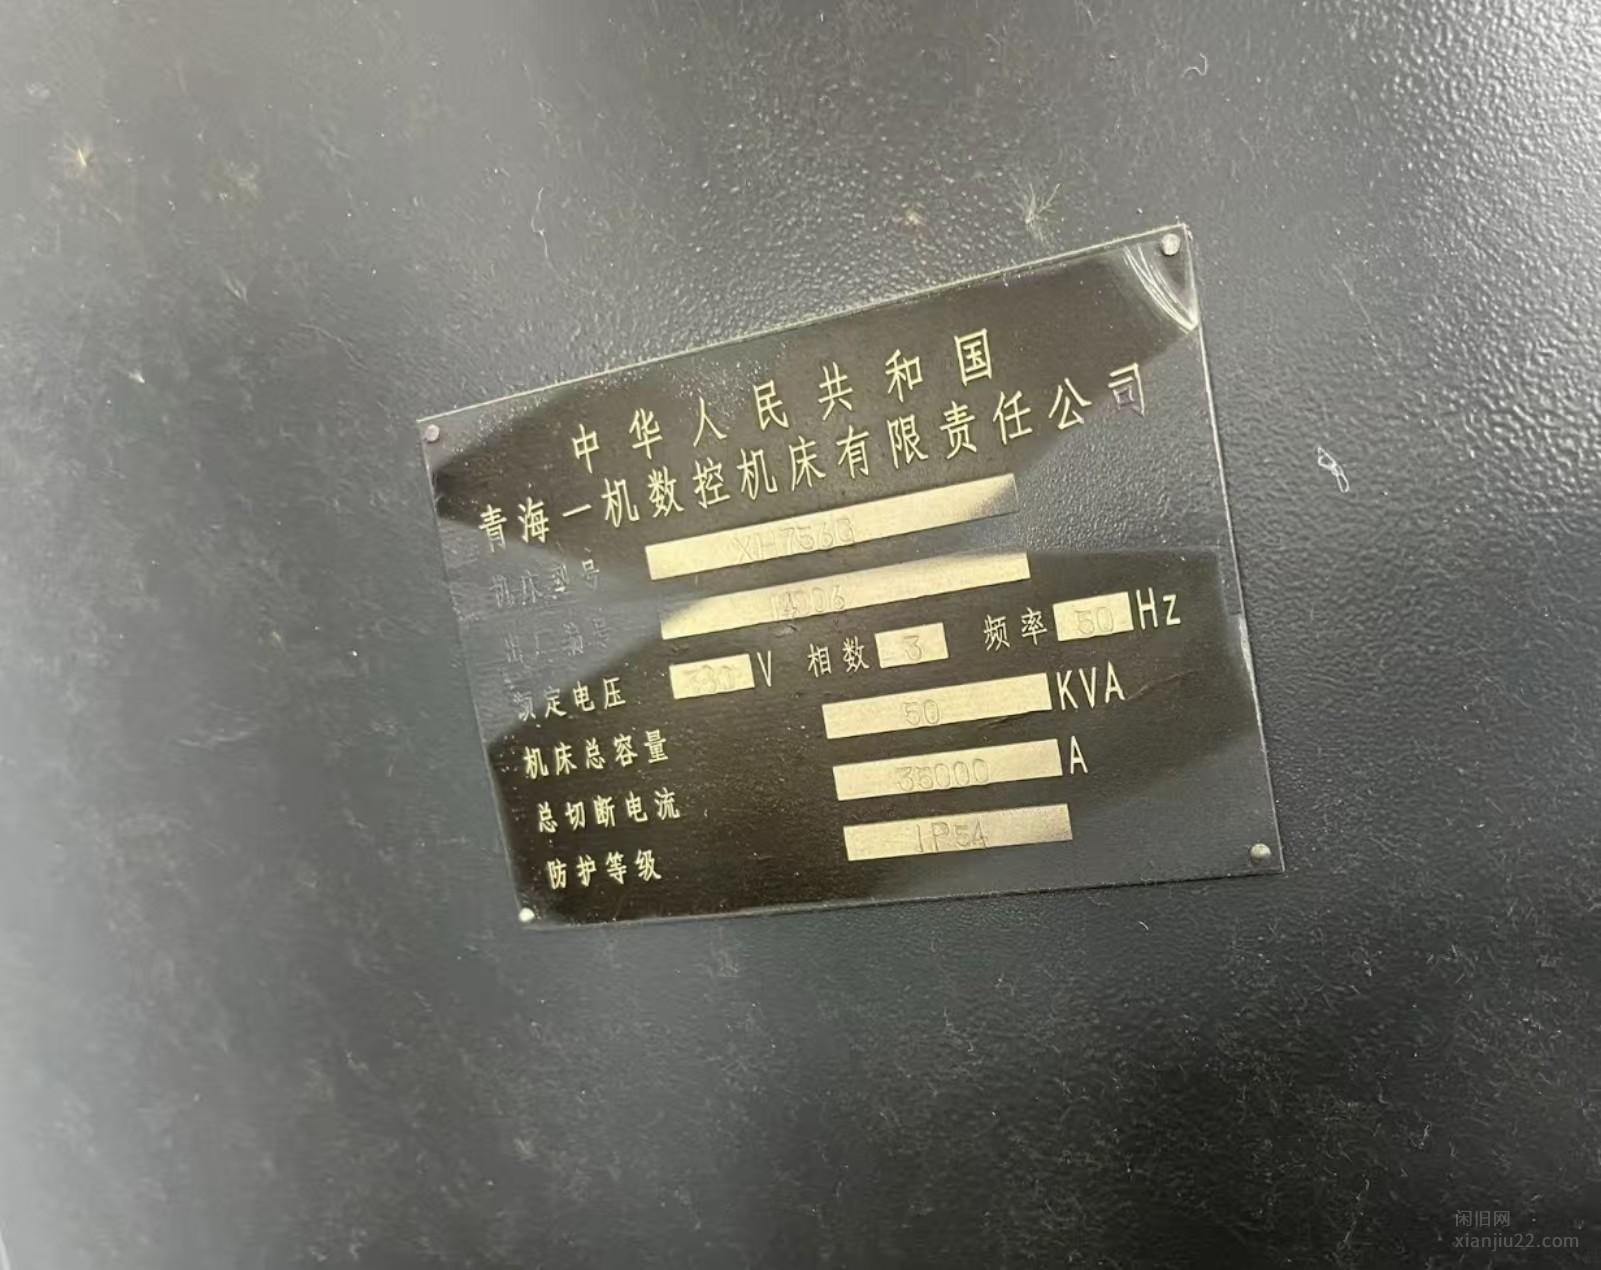 中华人民共和国
青海一机数控机床有限责任公司
机床型号 XH756G
出厂编号 14006
额定电压 380 V 相数 3 频率 50 Hz
机床总容量 50 KVA
总切断电流 35000 A
防护等级 IP54
闲旧网
xianjiu22.com